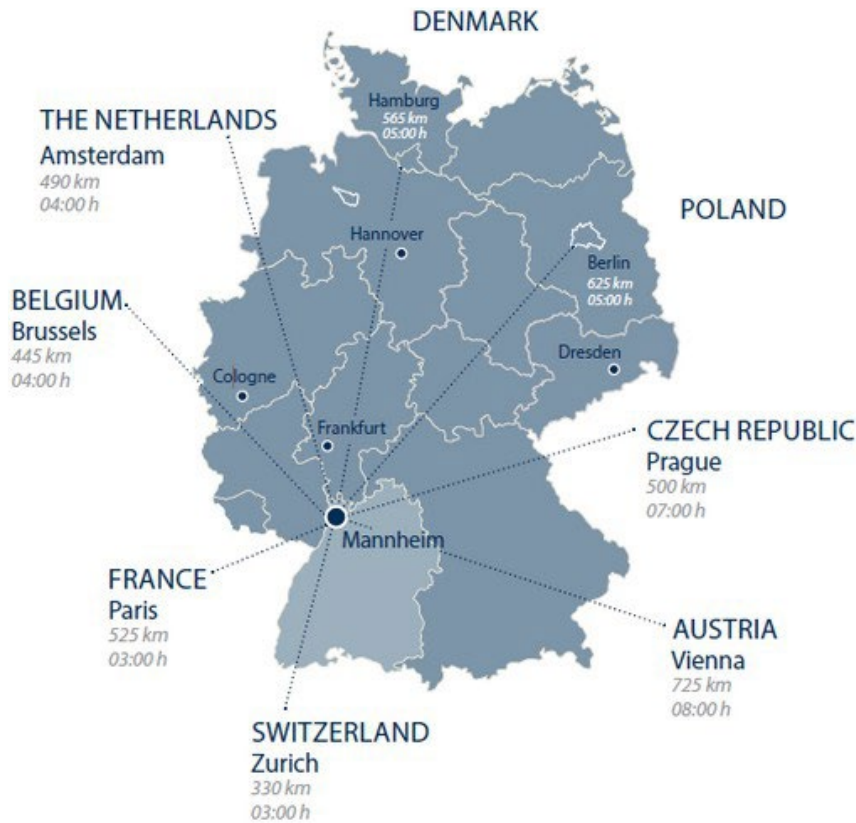 DENMARK
Hamburg
565 km
05:00 h
THE NETHERLANDS
Amsterdam
490 km
04:00 h
POLAND
Hannover
Berlin
625 km
05:00 h
BELGIUM
Brussels
445 km
04:00 h
Dresden
Cologne
Frankfurt
CZECH REPUBLIC
Prague
500 km
07:00 h
Mannheim
FRANCE
Paris
525 km
03:00 h
AUSTRIA
Vienna
725 km
08:00 h
SWITZERLAND
Zurich
330 km
03:00 h